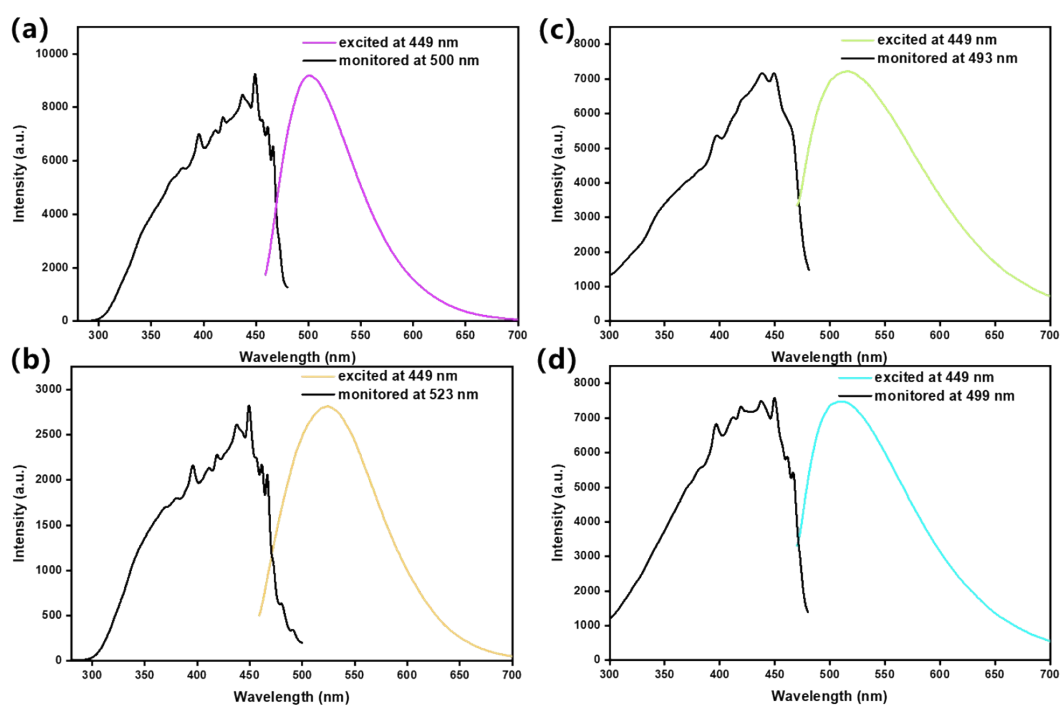 (a)
excited at 449 nm
monitored at 500 nm
Intensity (a.u.)
10000
8000
6000
4000
2000
0
300 350 400 450 500 550 600 650 700
Wavelength (nm)
(c)
excited at 449 nm
monitored at 493 nm
Intensity (a.u.)
8000
7000
6000
5000
4000
3000
2000
1000
0
300 350 400 450 500 550 600 650 700
Wavelength (nm)
(b)
excited at 449 nm
monitored at 523 nm
Intensity (a.u.)
3000
2500
2000
1500
1000
500
0
300 350 400 450 500 550 600 650 700
Wavelength (nm)
(d)
excited at 449 nm
monitored at 499 nm
Intensity (a.u.)
8000
7000
6000
5000
4000
3000
2000
1000
0
300 350 400 450 500 550 600 650 700
Wavelength (nm)